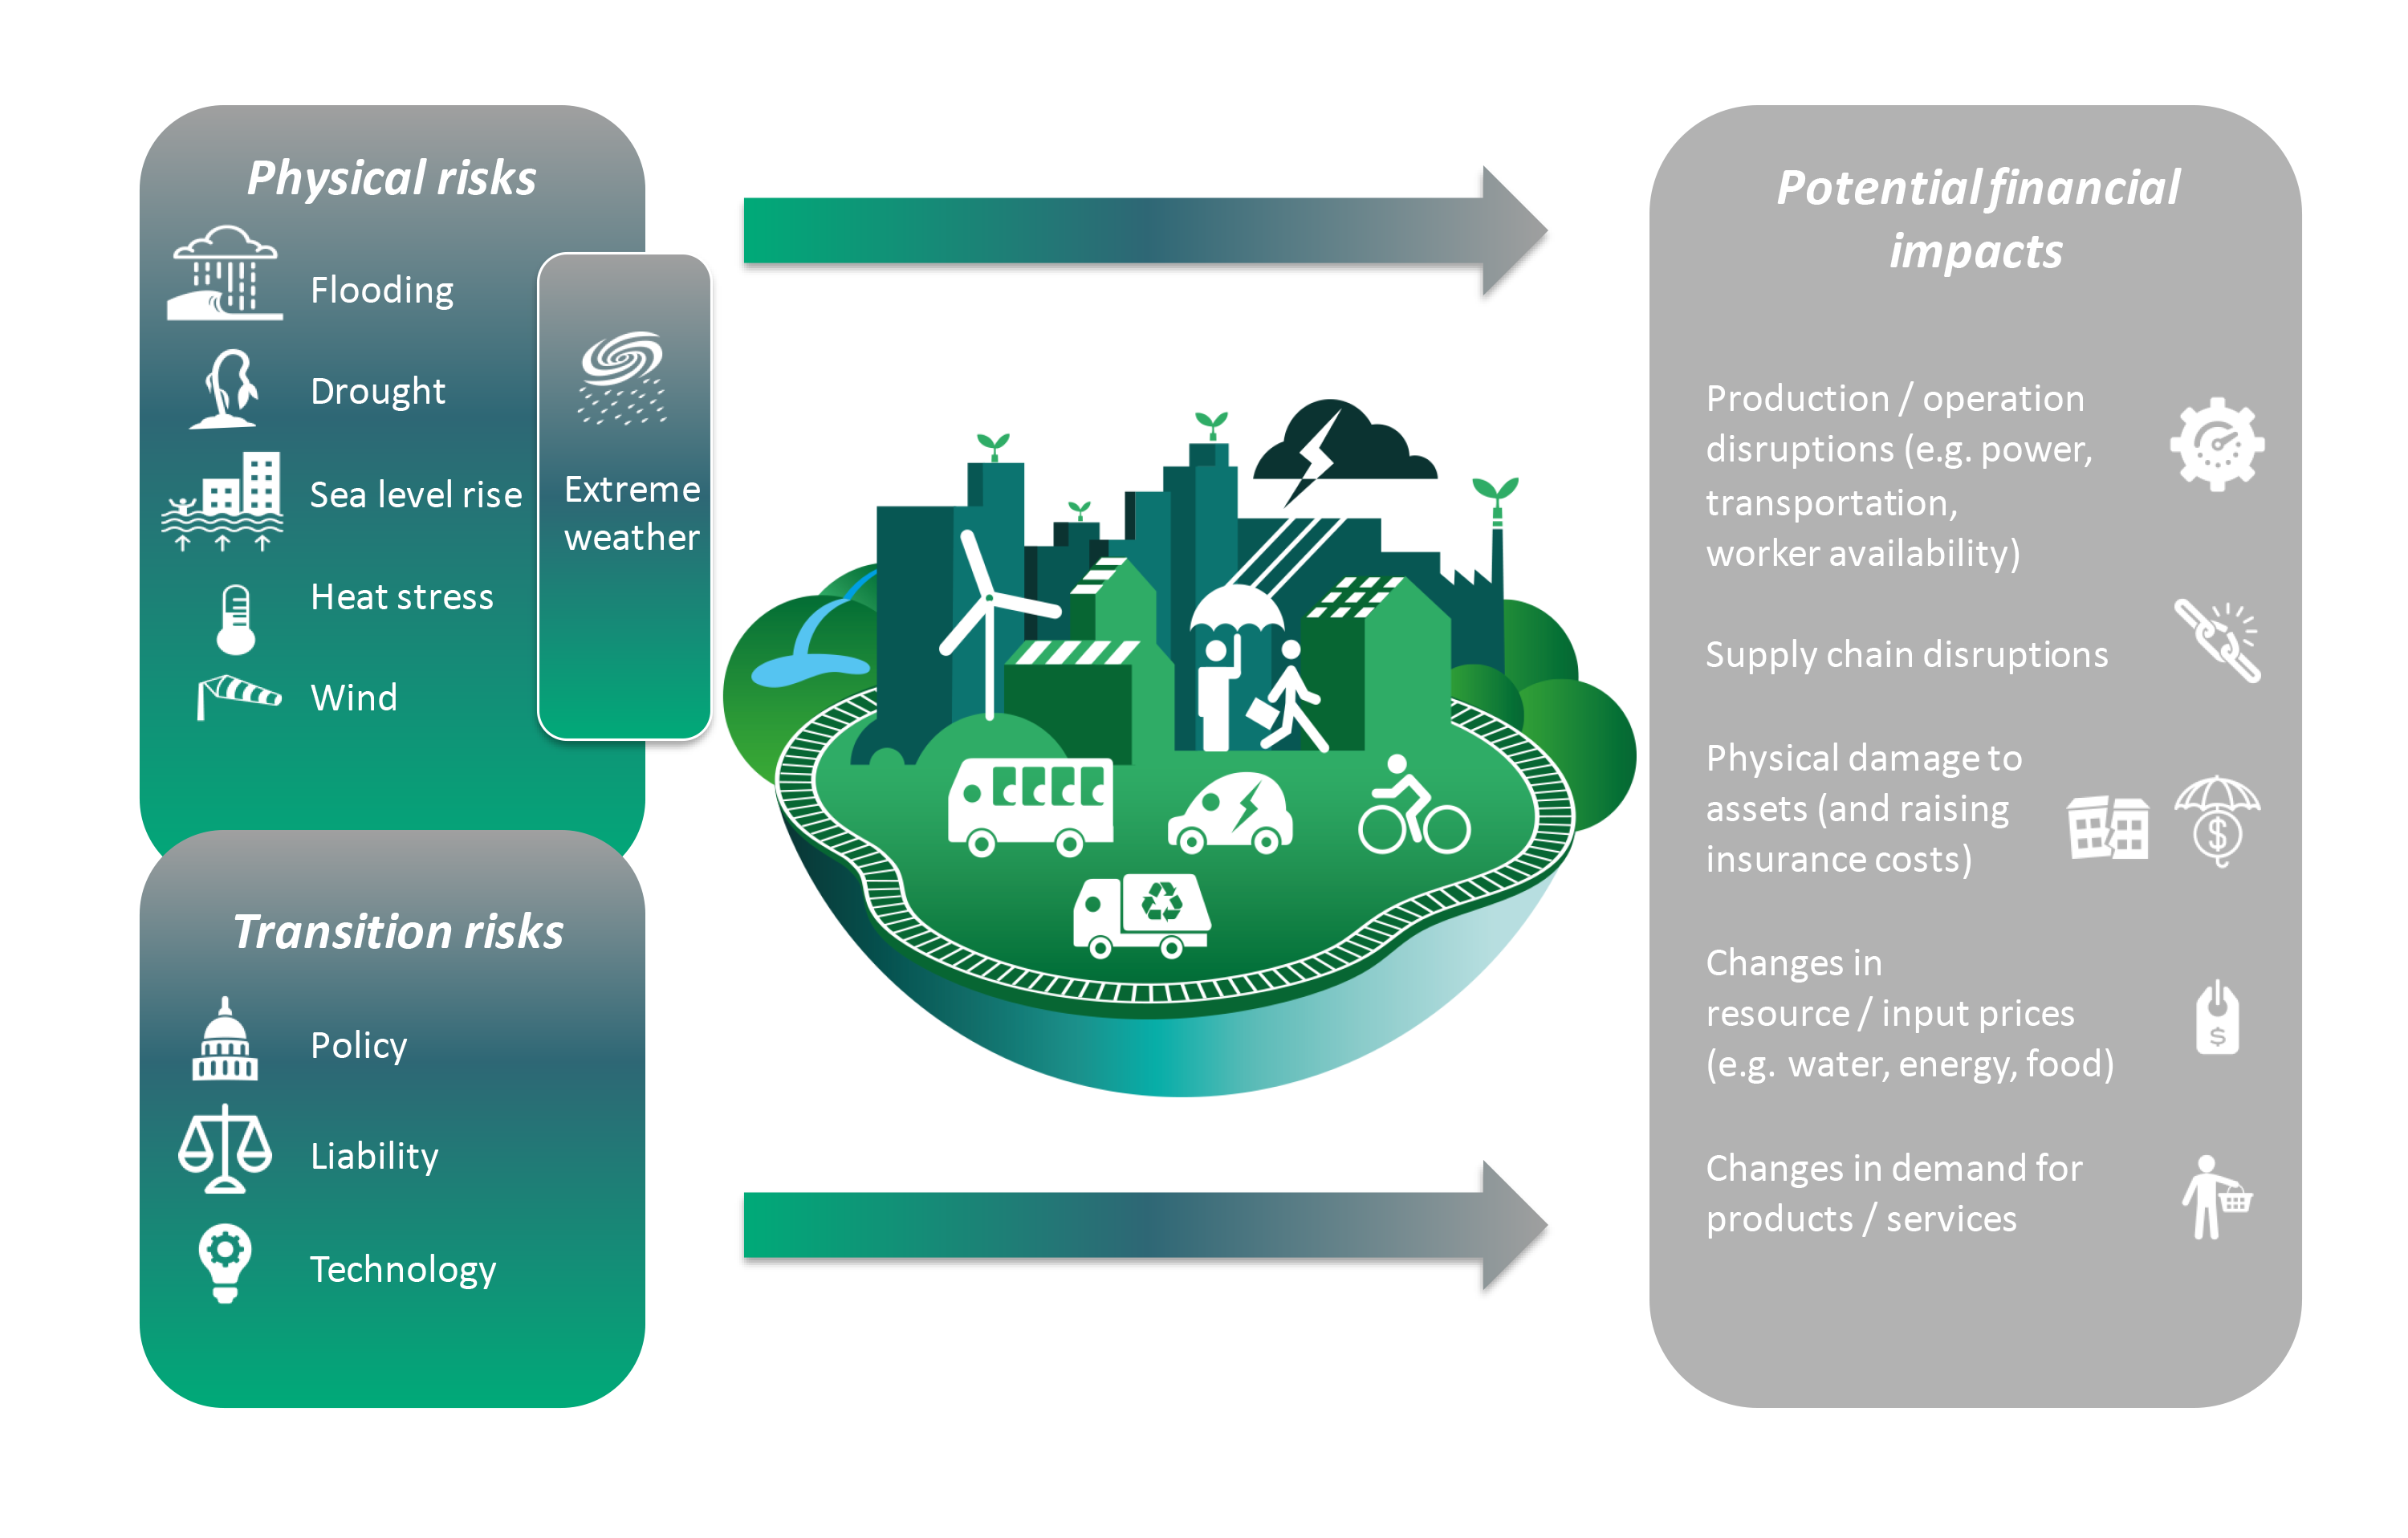 Physical risks
Flooding
Drought
Sea level rise
Heat stress
Wind
Extreme
weather
Transition risks
Policy
Liability
Technology
Potential financial
impacts
Production / operation
disruptions (e.g. power,
transportation,
worker availability)
Supply chain disruptions
Physical damage to
assets (and raising
insurance costs)
$
Changes in
resource / input prices
(e.g. water, energy, food)
$
Changes in demand for
products / services